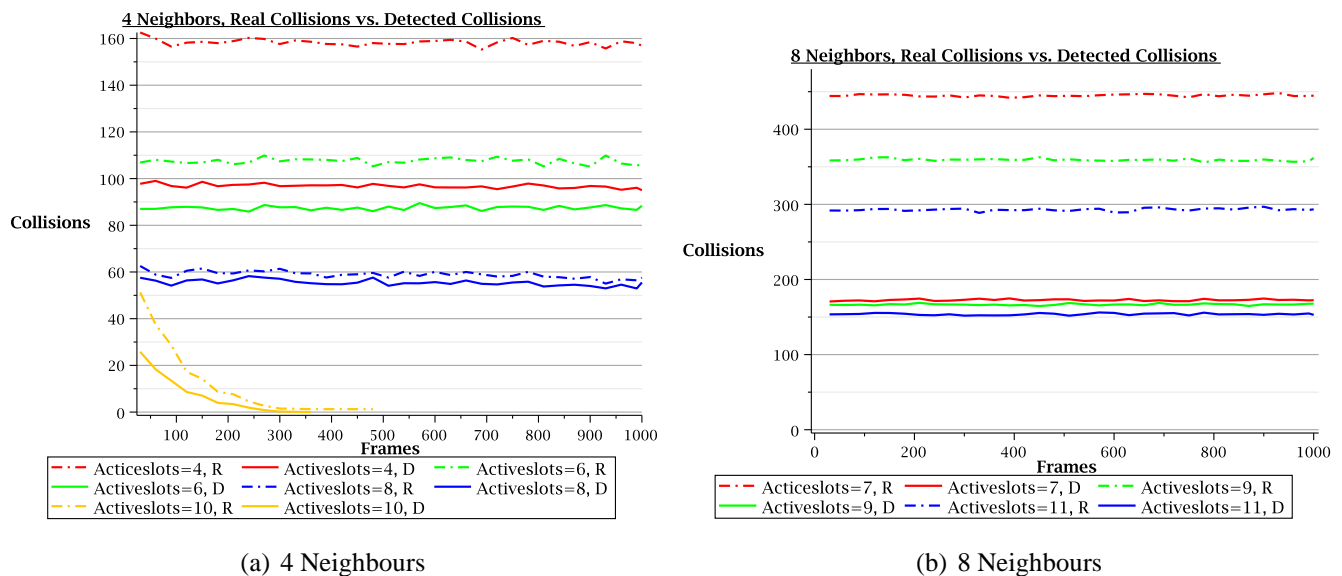 4 Neighbors, Real Collisions vs. Detected Collisions
160
140
120
100
80
60
40
20
0
Collisions
100 200 300 400 500 600 700 800 900 1000
Frames
Acticeslots=4, R Activeslots=4, D Activeslots=6, R
Activeslots=6, D Activeslots=8, R Activeslots=8, D
Activeslots=10, R Activeslots=10, D
(a) 4 Neighbours
8 Neighbors, Real Collisions vs. Detected Collisions
400
300
200
100
0
Collisions
0 200 400 600 800 1000
Frames
Acticeslots=7, R Activeslots=7, D Activeslots=9, R
Activeslots=9, D Activeslots=11, R Activeslots=11, D
(b) 8 Neighbours